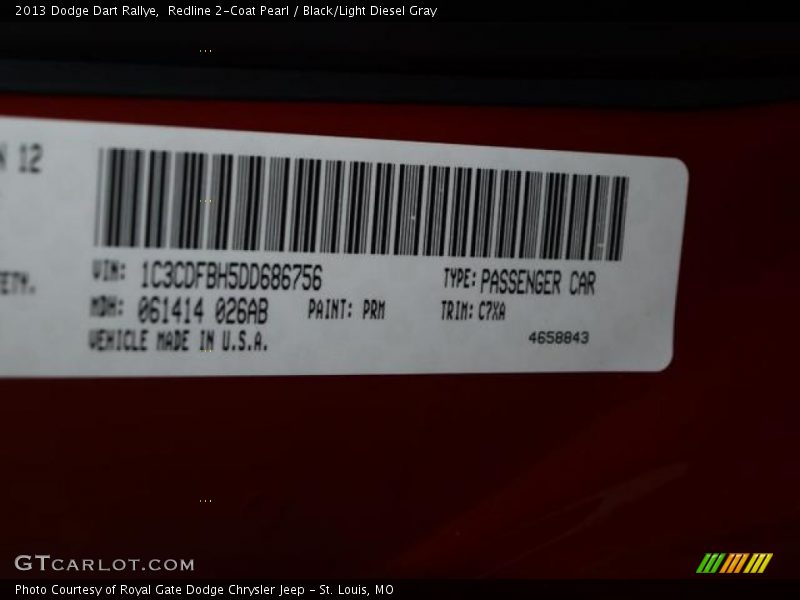 2013 Dodge Dart Rallye,  Redline 2-Coat Pearl / Black/Light Diesel Gray
12
ETY.
VIN: 1C3CDFBH5DD686756
TYPE: PASSENGER CAR
MDH: 061414 026AB
PAINT: PRM
TRIM: C7XA
VEHICLE MADE IN U.S.A.
4658843
GTCARLOT.COM
Photo Courtesy of Royal Gate Dodge Chrysler Jeep - St. Louis, MO